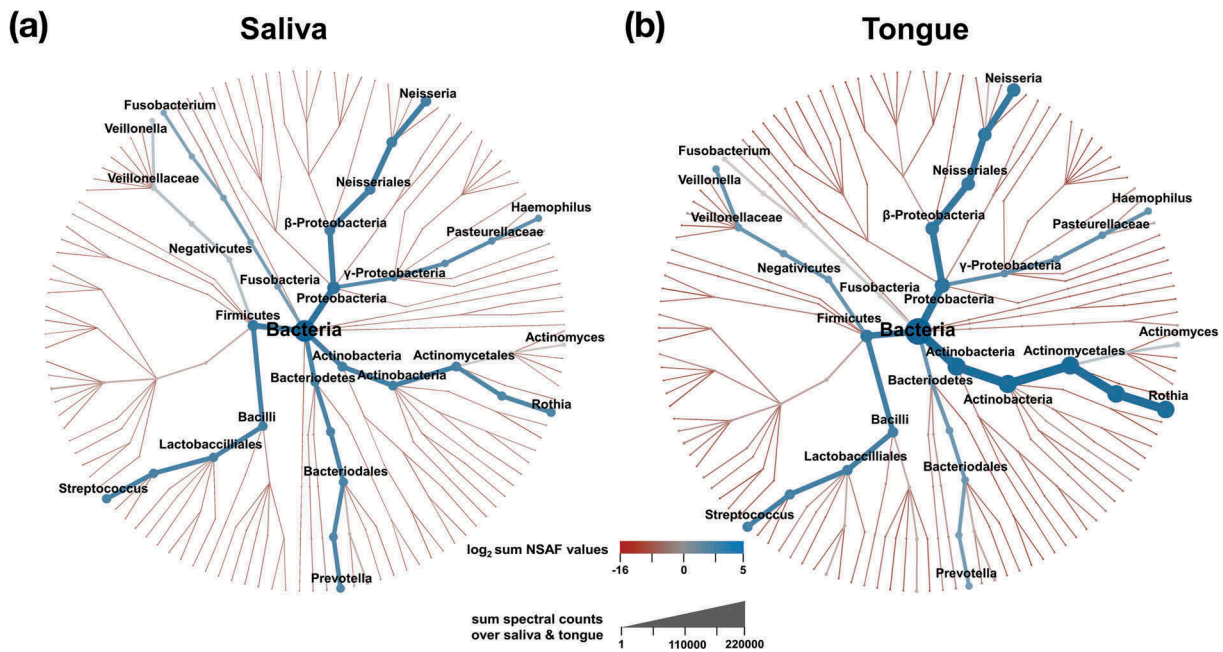 (a)
Saliva
Fusobacterium
Veillonella
Veillonellaceae
Negativicutes
Fusobacteria
Firmicutes
Bacteria
Neisseria
Neisseriales
β-Proteobacteria
Haemophilus
Pasteurellaceae
γ-Proteobacteria
Proteobacteria
Actinomyces
Actinobacteria
Actinomycetales
Bacteriodetes
Actinobacteria
Rothia
Bacilli
Lactobaccilliales
Streptococcus
Bacteriodales
Prevotella
(b)
Tongue
Neisseria
Fusobacterium
Veillonella
Neisseriales
Veillonellaceae
β-Proteobacteria
Haemophilus
Pasteurellaceae
Negativicutes
γ-Proteobacteria
Fusobacteria
Proteobacteria
Firmicutes
Bacteria
Actinomyces
Actinobacteria
Actinomycetales
Bacteriodetes
Actinobacteria
Rothia
Bacilli
Lactobaccilliales
Bacteriodales
Streptococcus
Prevotella
log2 sum NSAF values
-16 0 5
sum spectral counts
over saliva & tongue
1 110000 220000